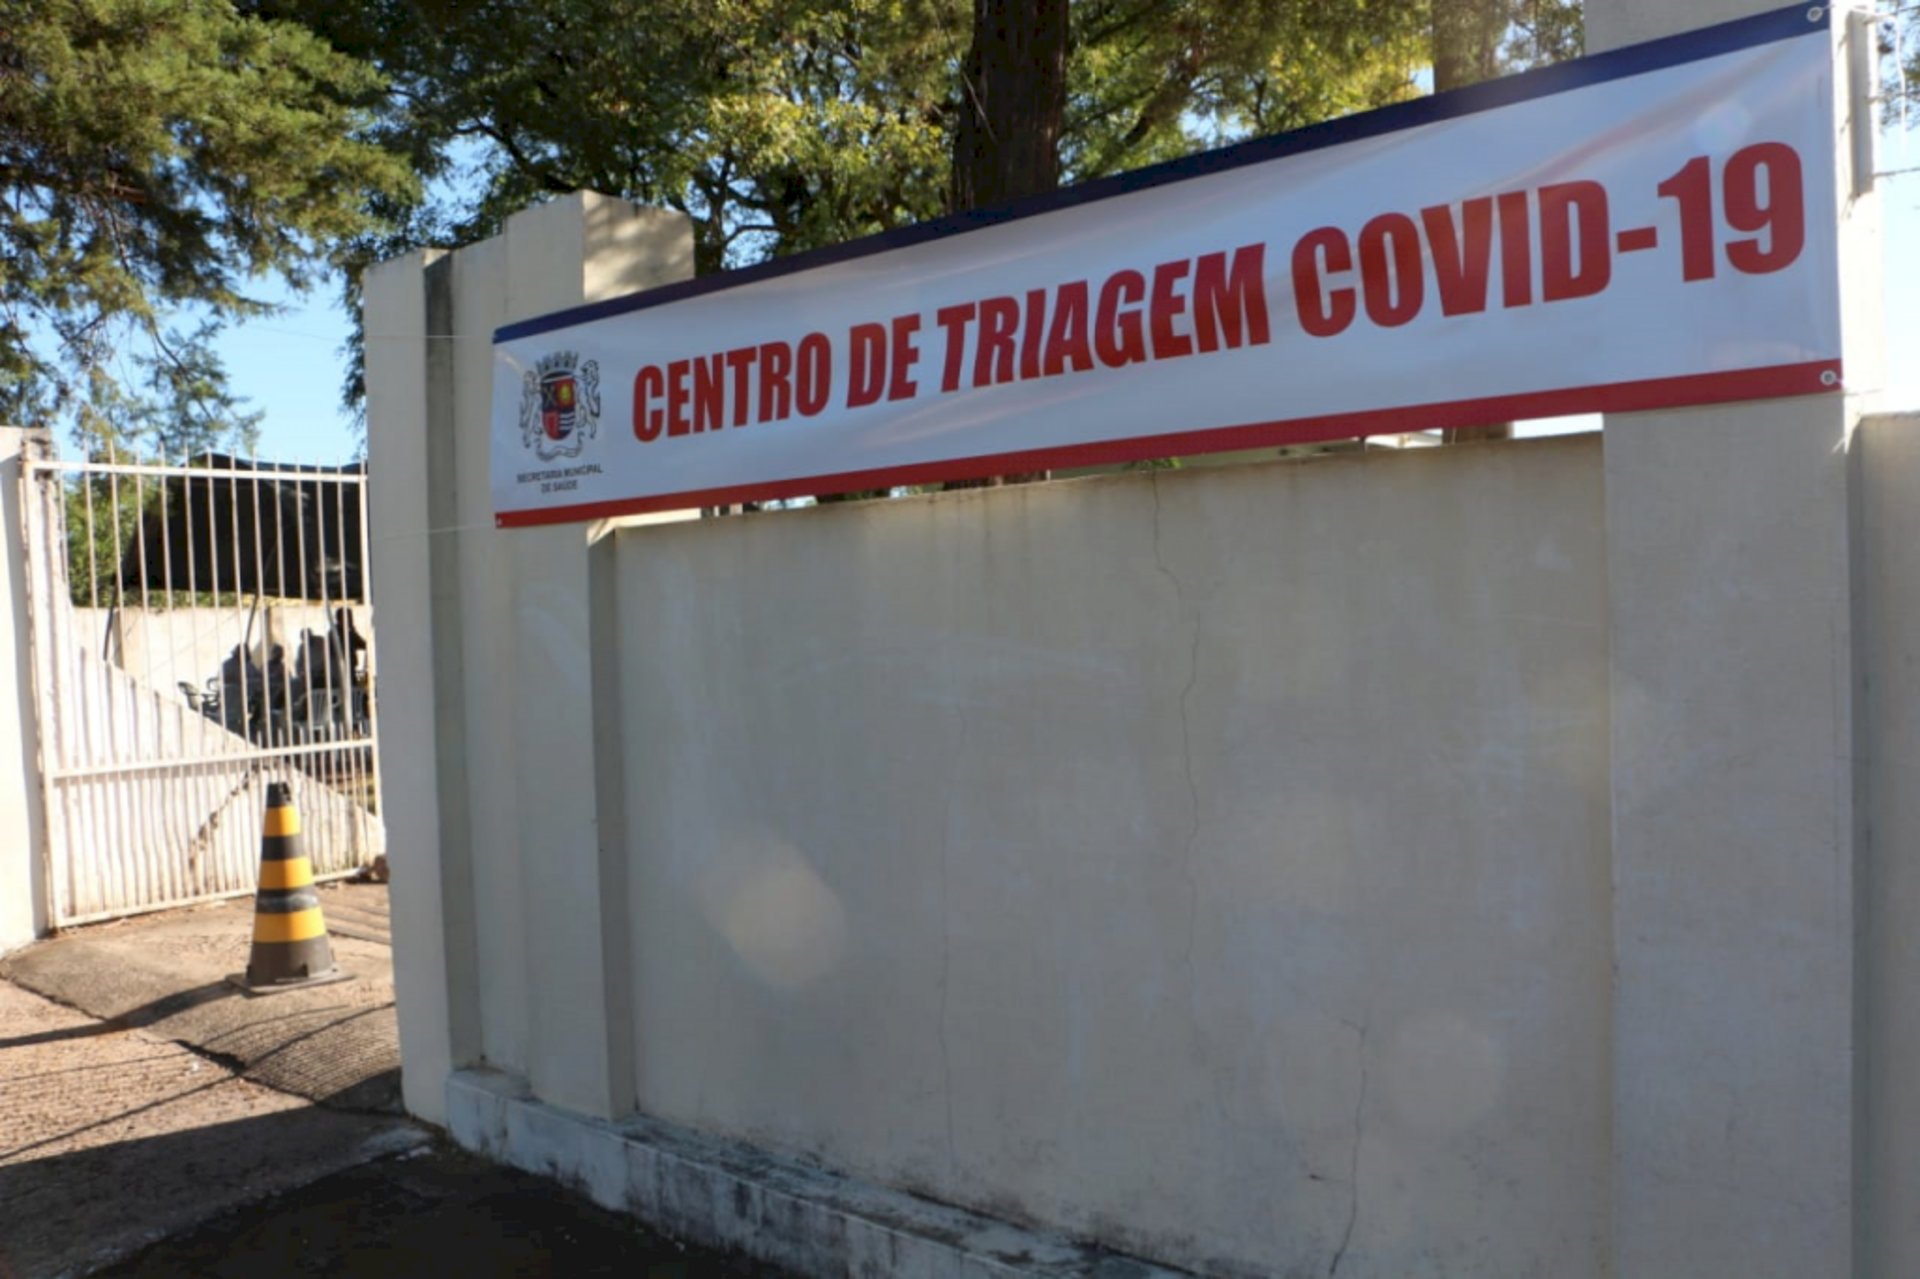 CENTRO DE TRIAGEM COVID-19
SECRETARIA MUNICIPAL
DE SAÚDE